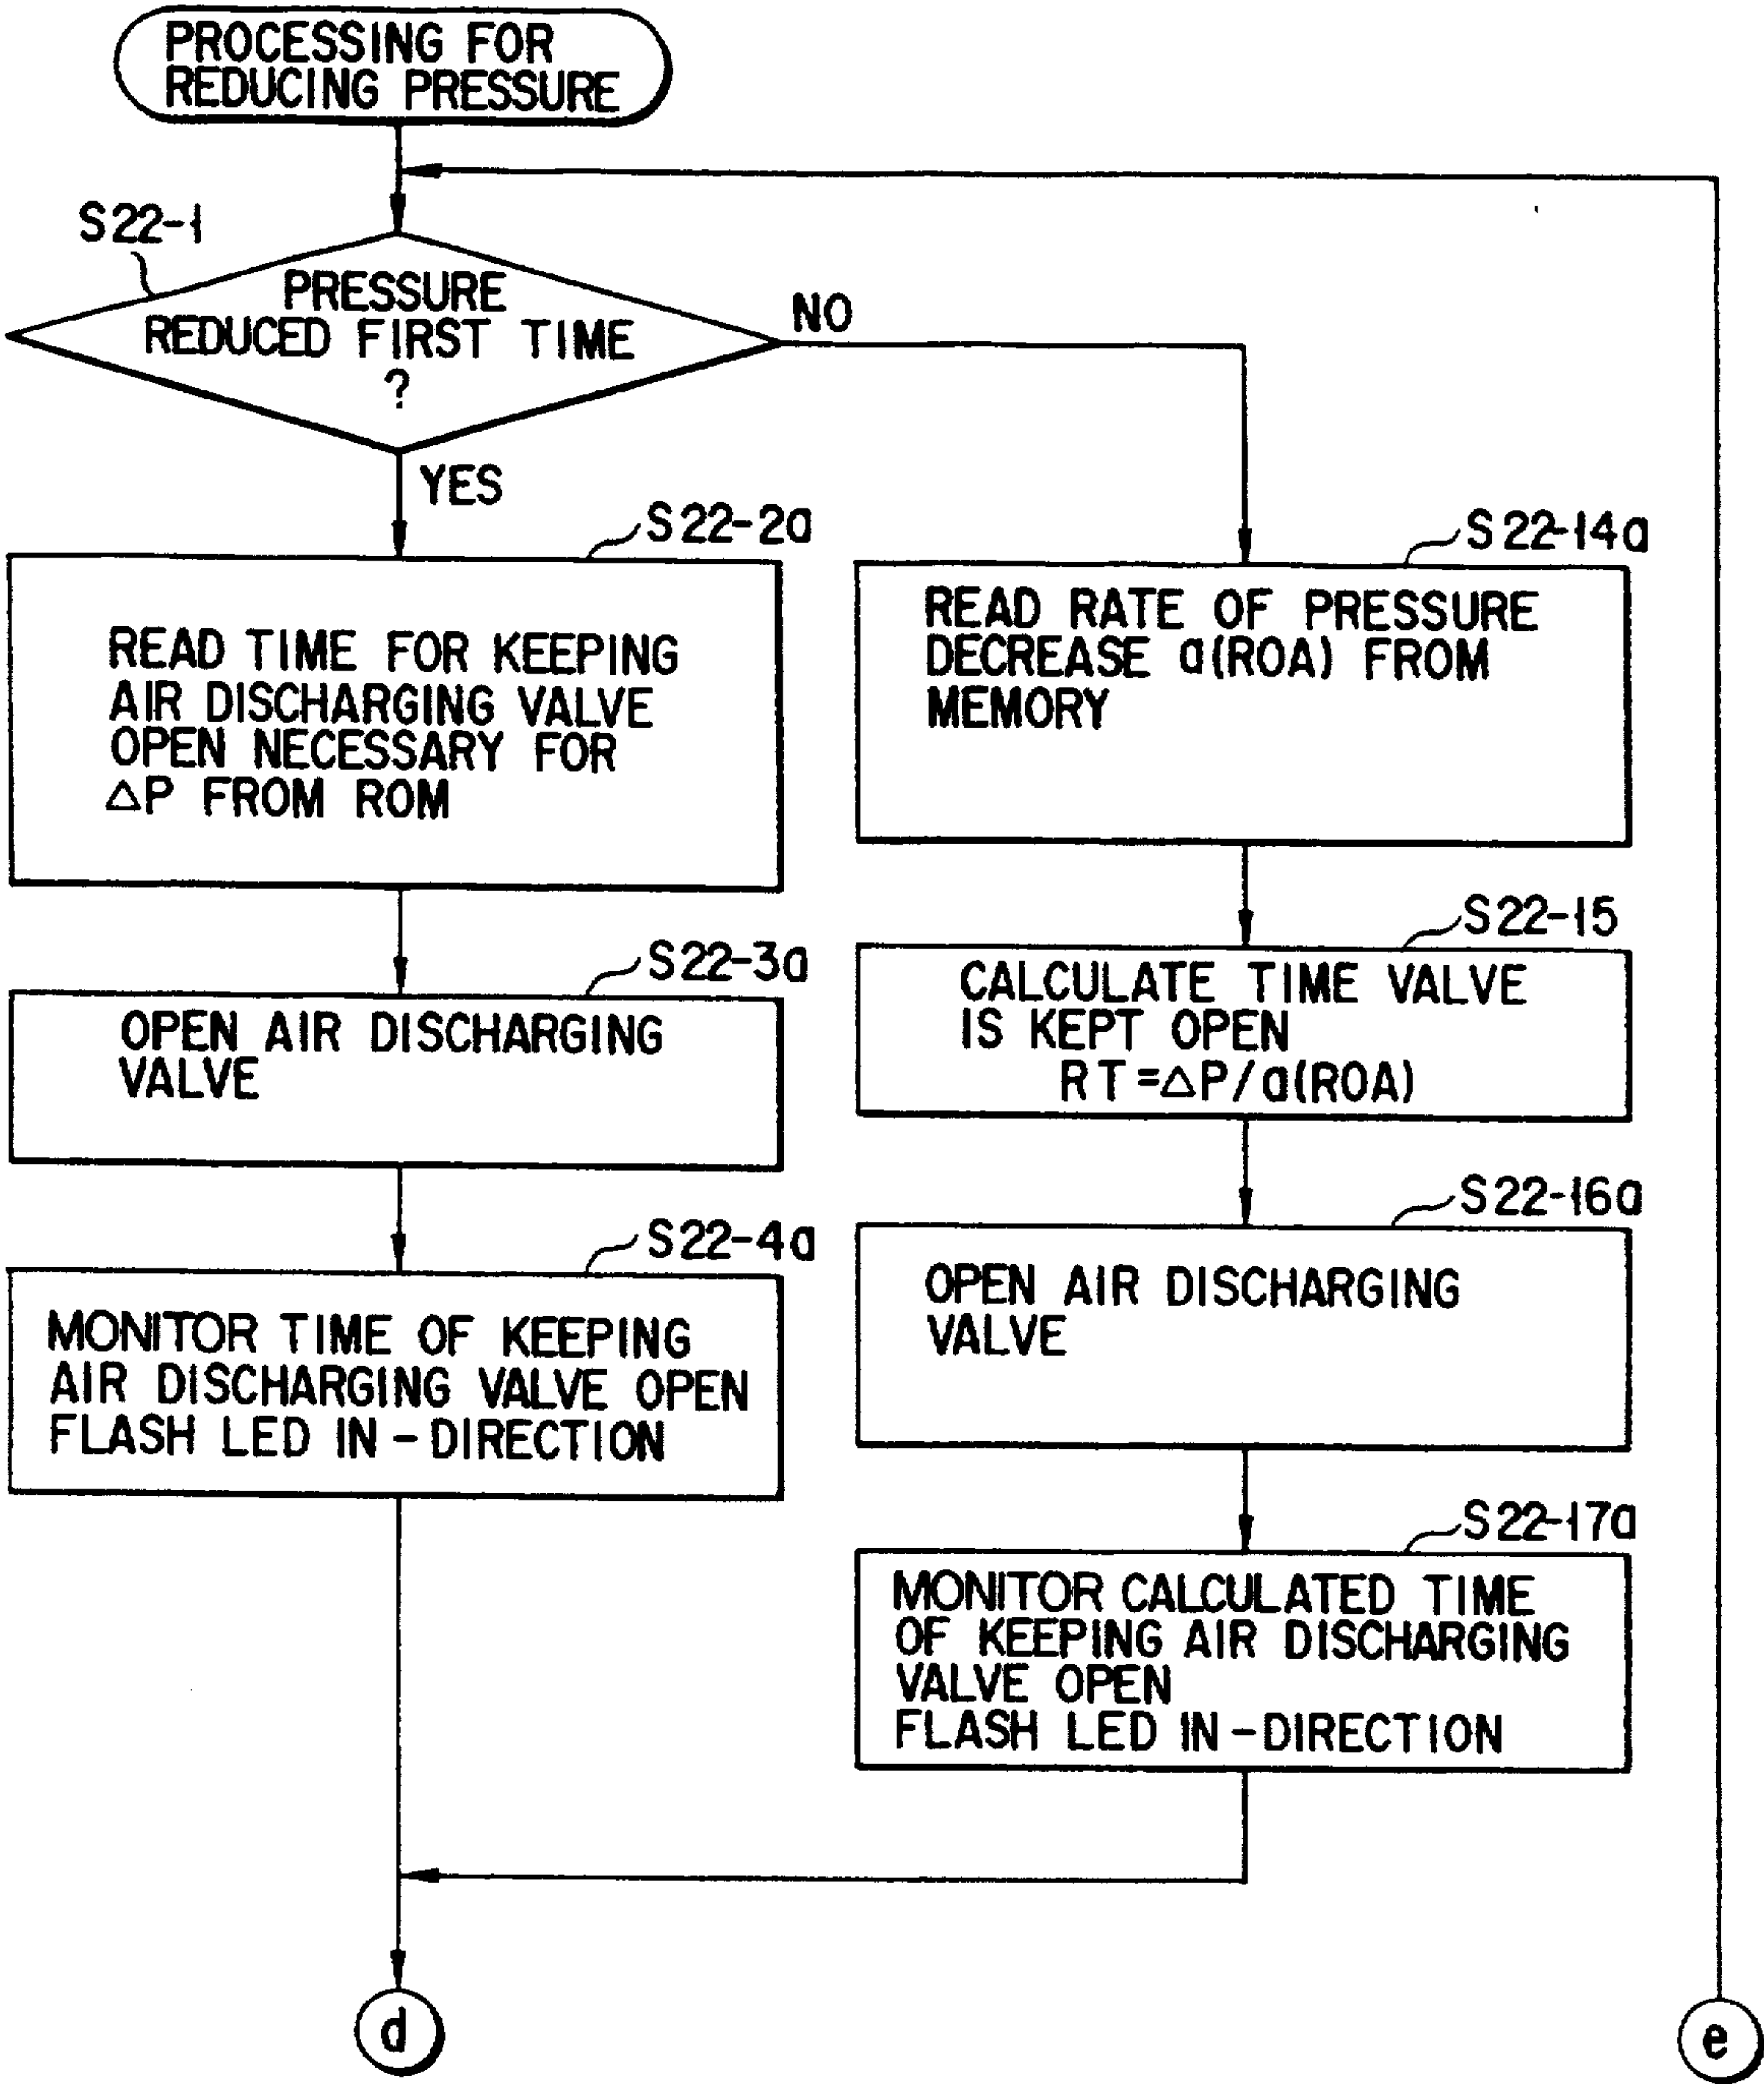 PROCESSING FOR
REDUCING PRESSURE
S22-1
PRESSURE
REDUCED FIRST TIME
?
NO
YES
S22-2a
READ TIME FOR KEEPING
AIR DISCHARGING VALVE
OPEN NECESSARY FOR
△P FROM ROM
S22-3a
OPEN AIR DISCHARGING
VALVE
S22-4a
MONITOR TIME OF KEEPING
AIR DISCHARGING VALVE OPEN
FLASH LED IN - DIRECTION
S22-14a
READ RATE OF PRESSURE
DECREASE a(ROA) FROM
MEMORY
S22-15
CALCULATE TIME VALVE
IS KEPT OPEN
RT=△P/a(ROA)
S22-16a
OPEN AIR DISCHARGING
VALVE
S22-17a
MONITOR CALCULATED TIME
OF KEEPING AIR DISCHARGING
VALVE OPEN
FLASH LED IN - DIRECTION
d
e